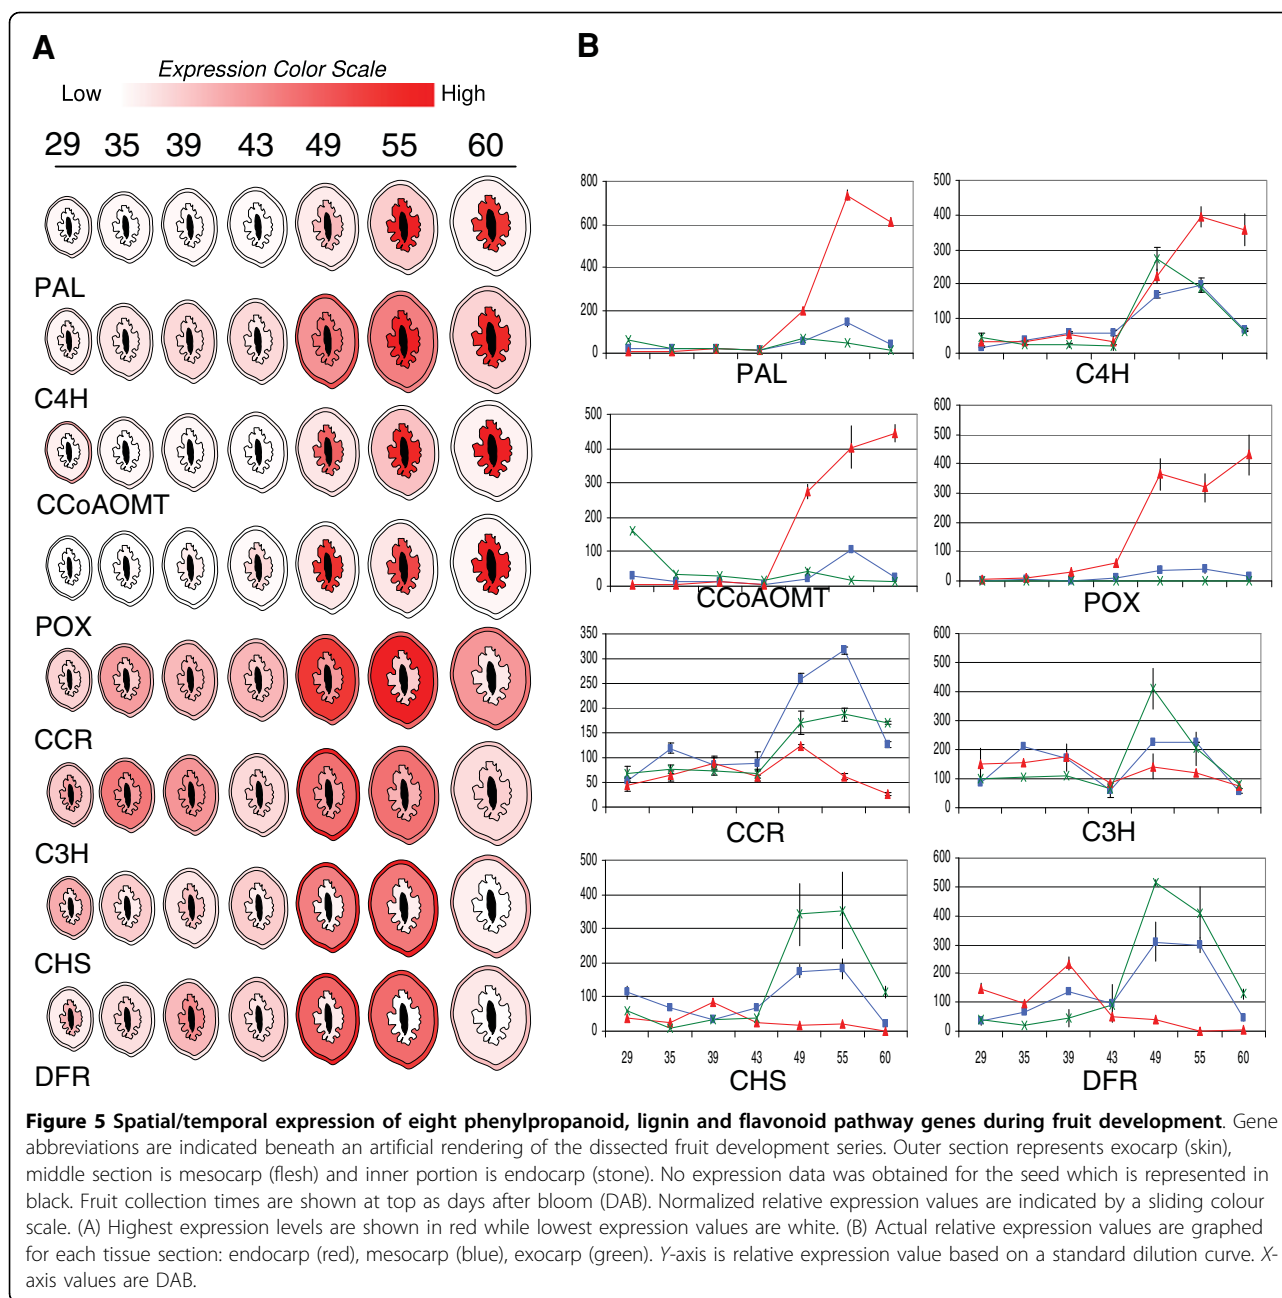 A
Expression Color Scale
Low High
29 35 39 43 49 55 60
PAL
C4H
CCoAOMT
POX
CCR
C3H
CHS
DFR
B
800
600
400
200
0
PAL
500
400
300
200
100
0
C4H
500
400
300
200
100
0
CCoAOMT
600
500
400
300
200
100
0
POX
350
300
250
200
150
100
50
0
CCR
600
500
400
300
200
100
0
C3H
500
400
300
200
100
0
29 35 39 43 49 55 60
CHS
600
500
400
300
200
100
0
29 35 39 43 49 55 60
DFR
Figure 5 Spatial/temporal expression of eight phenylpropanoid, lignin and flavonoid pathway genes during fruit development. Gene
abbreviations are indicated beneath an artificial rendering of the dissected fruit development series. Outer section represents exocarp (skin),
middle section is mesocarp (flesh) and inner portion is endocarp (stone). No expression data was obtained for the seed which is represented in
black. Fruit collection times are shown at top as days after bloom (DAB). Normalized relative expression values are indicated by a sliding colour
scale. (A) Highest expression levels are shown in red while lowest expression values are white. (B) Actual relative expression values are graphed
for each tissue section: endocarp (red), mesocarp (blue), exocarp (green). Y-axis is relative expression value based on a standard dilution curve. X-
axis values are DAB.